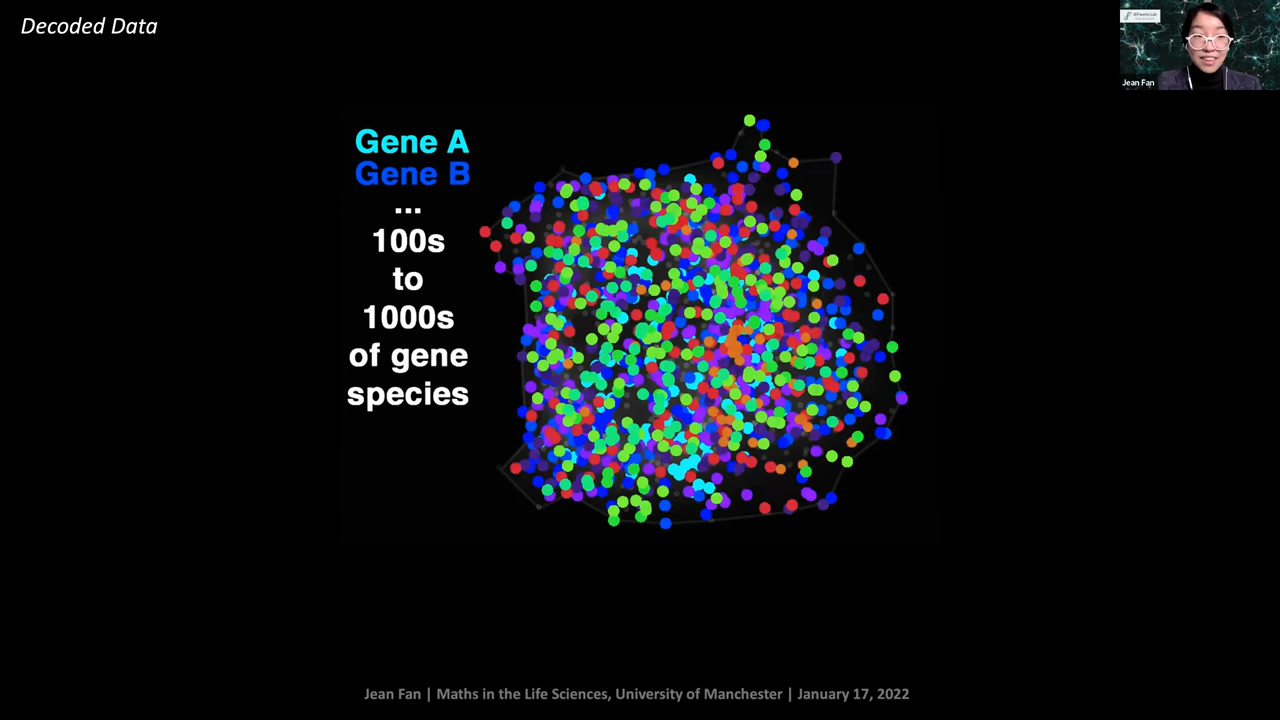 Decoded Data
Gene A
Gene B
...
100s
to
1000s
of gene
species
Jean Fan
Jean Fan | Maths in the Life Sciences, University of Manchester | January 17, 2022